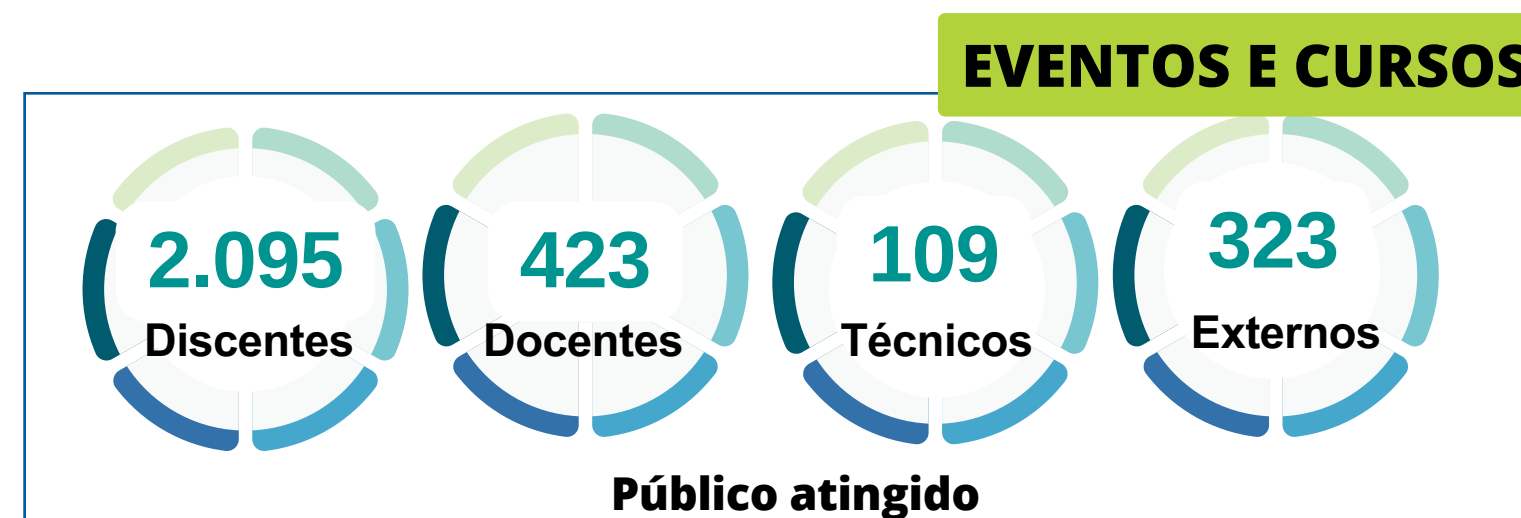 EVENTOS E CURSOS
2.095
Discentes
423
Docentes
109
Técnicos
323
Externos
Público atingido